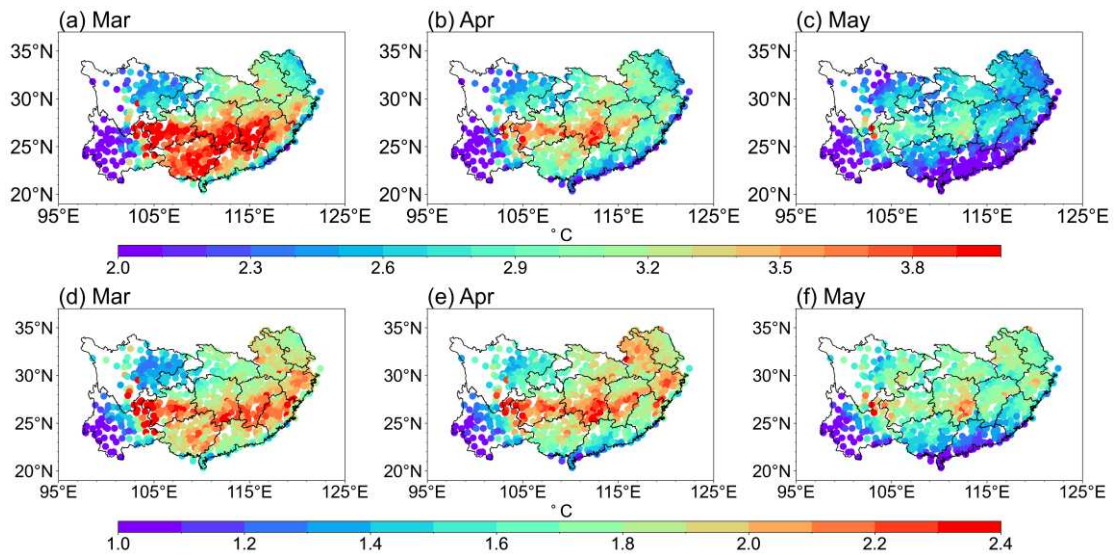 (a) Mar (b) Apr (c) May
35°N 35°N 35°N
30°N 30°N 30°N
25°N 25°N 25°N
20°N 20°N 20°N
95°E 105°E 115°E 125°E 95°E 105°E 115°E 125°E 95°E 105°E 115°E 125°E
°C
2.0 2.3 2.6 2.9 3.2 3.5 3.8
(d) Mar (e) Apr (f) May
35°N 35°N 35°N
30°N 30°N 30°N
25°N 25°N 25°N
20°N 20°N 20°N
95°E 105°E 115°E 125°E 95°E 105°E 115°E 125°E 95°E 105°E 115°E 125°E
°C
1.0 1.2 1.4 1.6 1.8 2.0 2.2 2.4